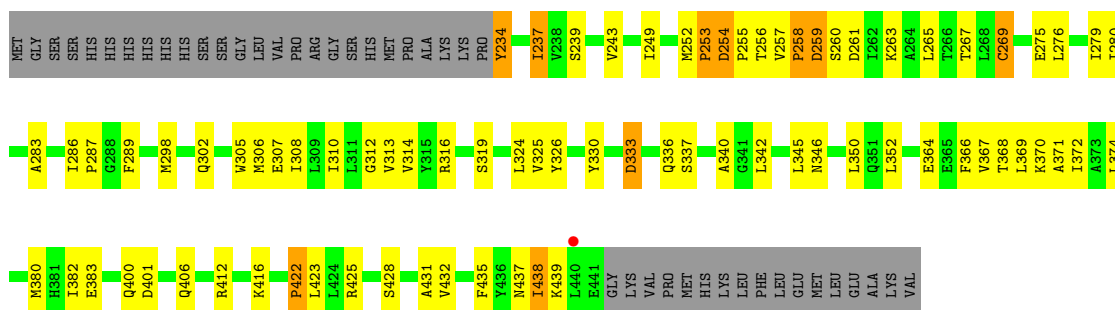 MET GLY SER SER HIS HIS HIS HIS HIS HIS SER SER GLY LEU VAL PRO ARG GLY SER HIS MET PRO ALA LYS LYS PRO Y234 I237 V238 S239 V243 I249 M252 P253 D254 P255 T256 V257 P258 D259 S260 D261 I262 K263 A264 L265 T266 T267 L268 C269 E275 L276 I279
A283 I286 P287 G288 F289 M298 Q302 W305 M306 E307 I308 L309 I310 L311 G312 V313 V314 Y315 R316 S319 L324 V325 Y326 Y330 D333 Q336 S337 A340 G341 L342 L345 N346 L350 Q351 L352 E364 E365 F366 V367 T368 L369 K370 A371 I372 A373 L374
M380 H381 I382 E383 Q400 D401 Q406 R412 K416 P422 L423 L424 R425 S428 A431 V432 F435 Y436 N437 I438 K439 L440 E441 GLY LYS VAL PRO MET HIS LYS LEU PHE LEU GLU MET LEU GLU ALA LYS VAL